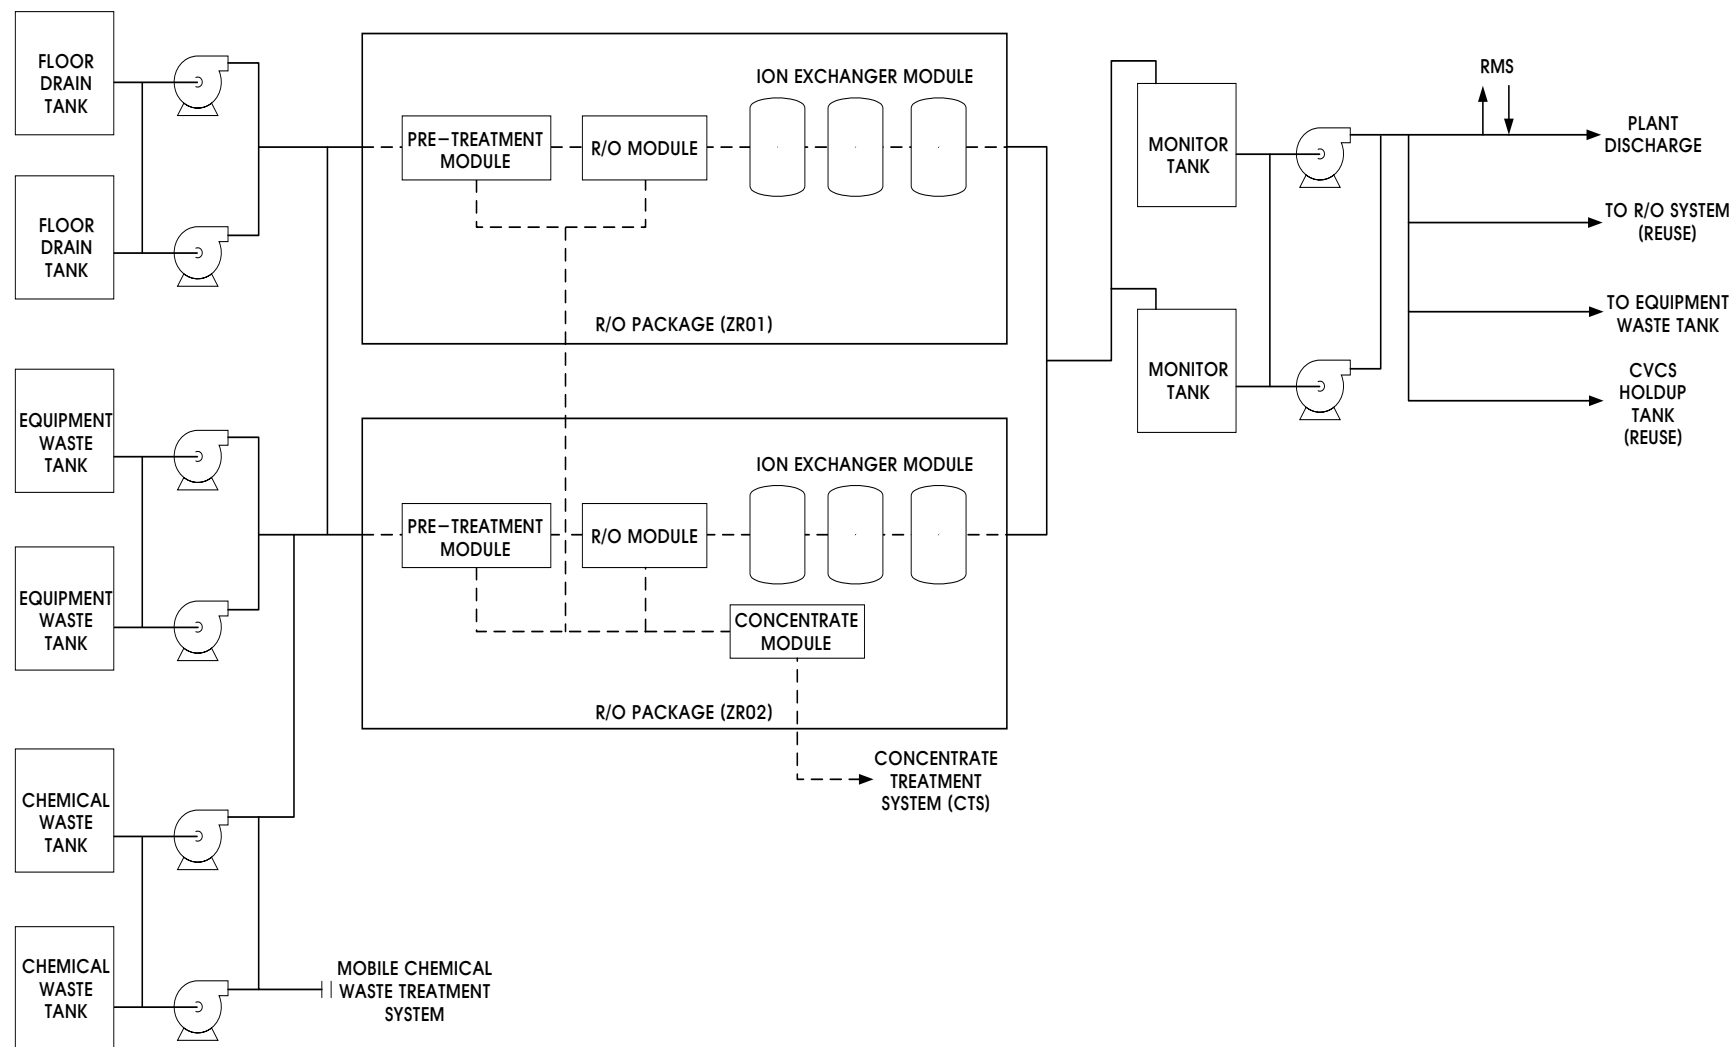 FLOOR
DRAIN
TANK
FLOOR
DRAIN
TANK
EQUIPMENT
WASTE
TANK
EQUIPMENT
WASTE
TANK
CHEMICAL
WASTE
TANK
CHEMICAL
WASTE
TANK
MOBILE CHEMICAL
WASTE TREATMENT
SYSTEM
ION EXCHANGER MODULE
PRE-TREATMENT
MODULE
R/O MODULE
R/O PACKAGE (ZR01)
ION EXCHANGER MODULE
PRE-TREATMENT
MODULE
R/O MODULE
CONCENTRATE
MODULE
R/O PACKAGE (ZR02)
CONCENTRATE
TREATMENT
SYSTEM (CTS)
MONITOR
TANK
MONITOR
TANK
RMS
PLANT
DISCHARGE
TO R/O SYSTEM
(REUSE)
TO EQUIPMENT
WASTE TANK
CVCS
HOLDUP
TANK
(REUSE)